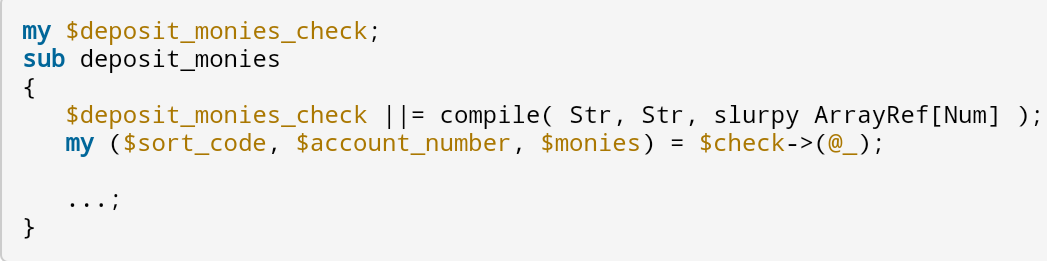 my $deposit_monies_check;
sub deposit_monies
{
   $deposit_monies_check ||= compile( Str, Str, slurpy ArrayRef[Num] );
   my ($sort_code, $account_number, $monies) = $check->(@_);

   ...;
}